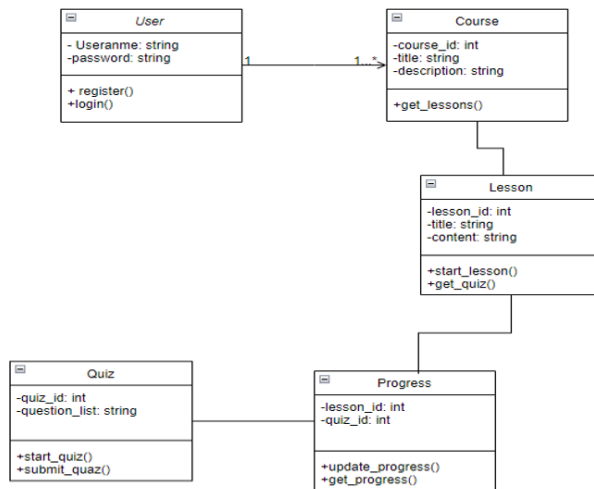 User
- Useranme: string
-password: string
+ register()
+login()
1
1...*
Course
-course_id: int
-title: string
-description: string
+get_lessons()
Lesson
-lesson_id: int
-title: string
-content: string
+start_lesson()
+get_quiz()
Quiz
-quiz_id: int
-question_list: string
+start_quiz()
+submit_quaz()
Progress
-lesson_id: int
-quiz_id: int
+update_progress()
+get_progress()